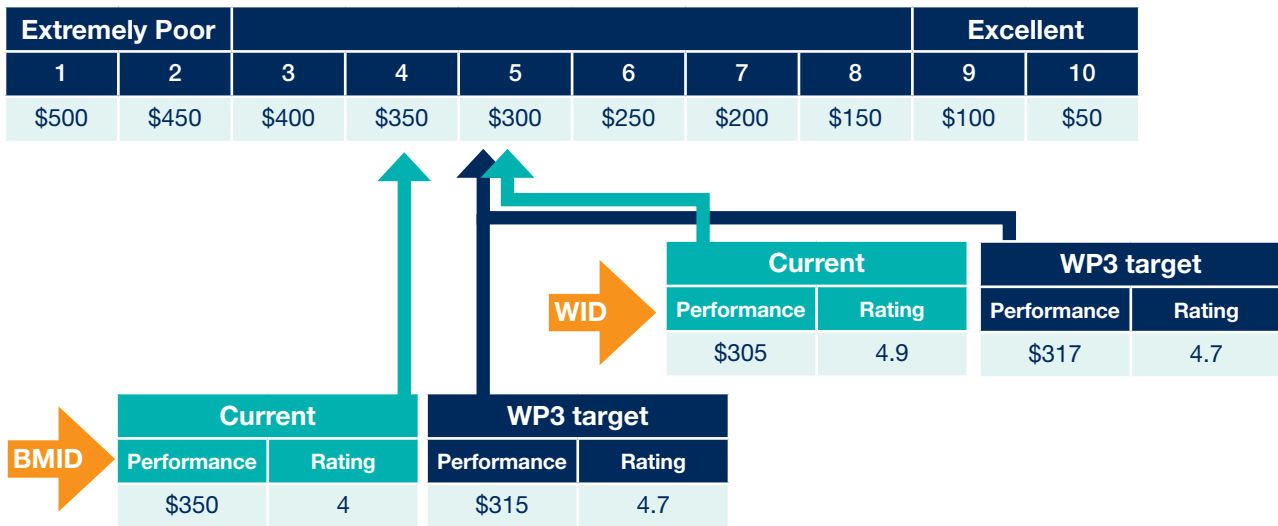 Extremely Poor Excellent
1 2 3 4 5 6 7 8 9 10
$500 $450 $400 $350 $300 $250 $200 $150 $100 $50
WID
Current WP3 target
Performance Rating Performance Rating
$305 4.9 $317 4.7
BMID
Current WP3 target
Performance Rating Performance Rating
$350 4 $315 4.7